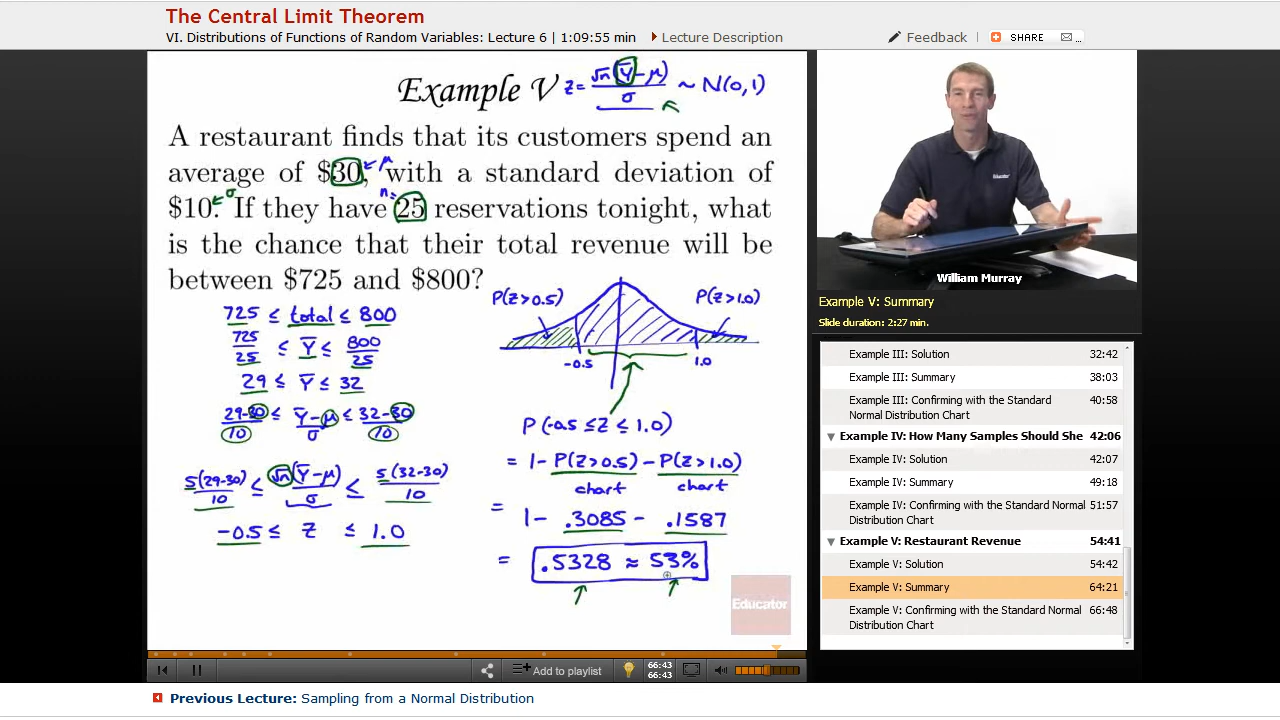 The Central Limit Theorem
VI. Distributions of Functions of Random Variables: Lecture 6 | 1:09:55 min
Lecture Description
Feedback
SHARE
Example V
z = √n(Ȳ-μ)/σ ~ N(0,1)
A restaurant finds that its customers spend an
average of $30, with a standard deviation of
← μ
$10. If they have 25 reservations tonight, what
← σ
n =
is the chance that their total revenue will be
between $725 and $800?
725 ≤ total ≤ 800
725/25 ≤ Ȳ ≤ 800/25
29 ≤ Ȳ ≤ 32
29-30/10 ≤ Ȳ-μ/σ ≤ 32-30/10
5(29-30)/10 ≤ √n(Ȳ-μ)/σ ≤ 5(32-30)/10
-0.5 ≤ Z ≤ 1.0
P(Z>0.5)
P(Z>1.0)
-0.5
1.0
P(-0.5 ≤ Z ≤ 1.0)
= 1- P(Z>0.5) - P(Z>1.0)
chart
chart
= 1- .3085 - .1587
= .5328 ≈ 53%
Educator
Educator
William Murray
Example V: Summary
Slide duration: 2:27 min.
Example III: Solution 32:42
Example III: Summary 38:03
Example III: Confirming with the Standard 40:58
Normal Distribution Chart
Example IV: How Many Samples Should She 42:06
Example IV: Solution 42:07
Example IV: Summary 49:18
Example IV: Confirming with the Standard 51:57
Normal Distribution Chart
Example V: Restaurant Revenue 54:41
Example V: Solution 54:42
Example V: Summary 64:21
Example V: Confirming with the Standard Normal 66:48
Distribution Chart
Add to playlist
66:43
66:43
Previous Lecture: Sampling from a Normal Distribution